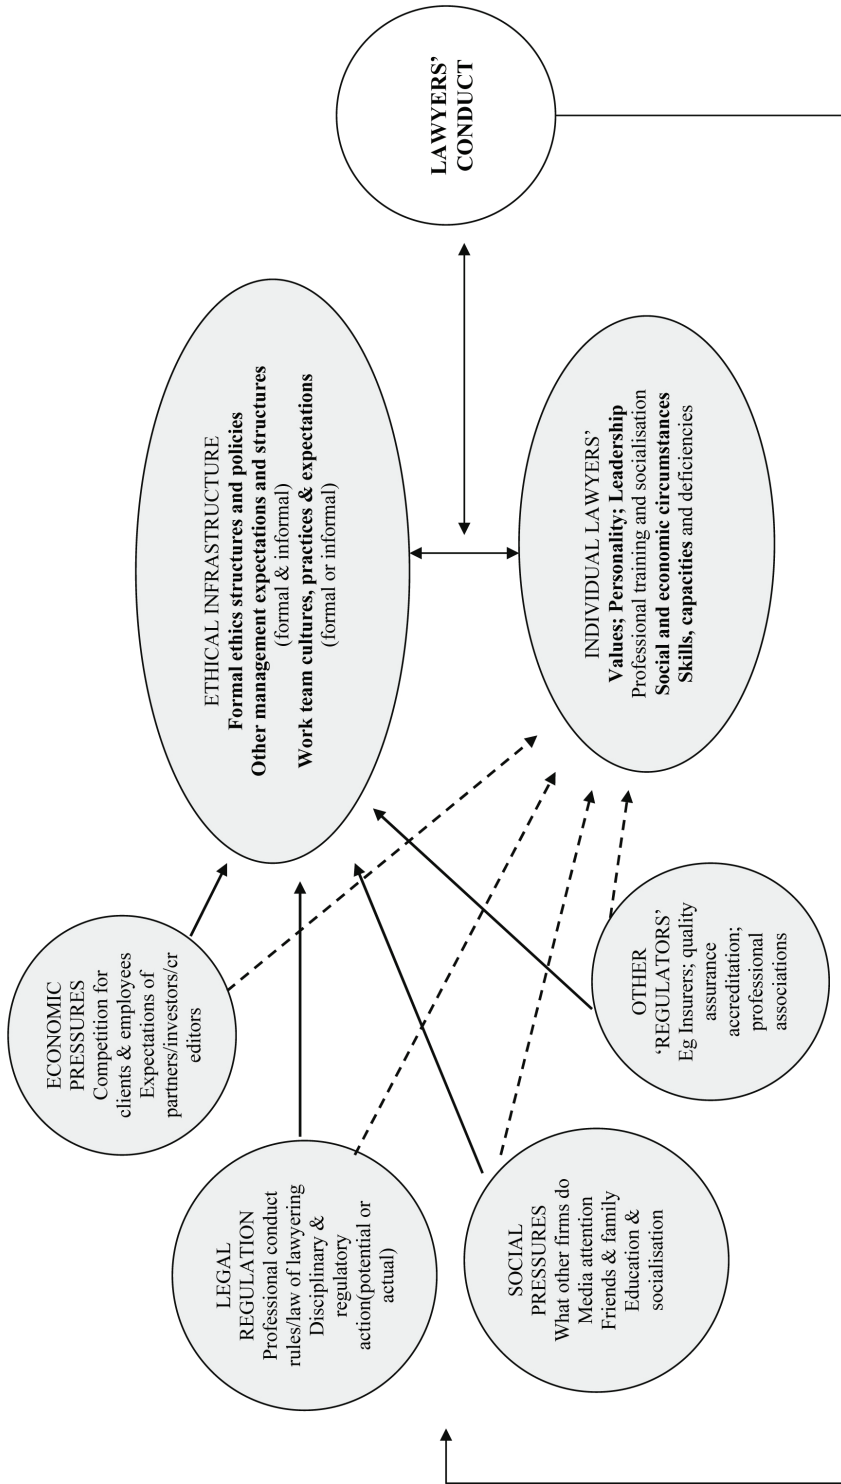 ECONOMIC
PRESSURES
Competition for
clients & employees
Expectations of
partners/investors/cr
editors
LEGAL
REGULATION
Professional conduct
rules/law of lawyering
Disciplinary &
regulatory
action(potential or
actual)
SOCIAL
PRESSURES
What other firms do
Media attention
Friends & family
Education &
socialisation
OTHER
‘REGULATORS’
Eg Insurers; quality
assurance
accreditation;
professional
associations
ETHICAL INFRASTRUCTURE
Formal ethics structures and policies
Other management expectations and structures
(formal & informal)
Work team cultures, practices & expectations
(formal or informal)
INDIVIDUAL LAWYERS’
Values; Personality; Leadership
Professional training and socialisation
Social and economic circumstances
Skills, capacities and deficiencies
LAWYERS’
CONDUCT